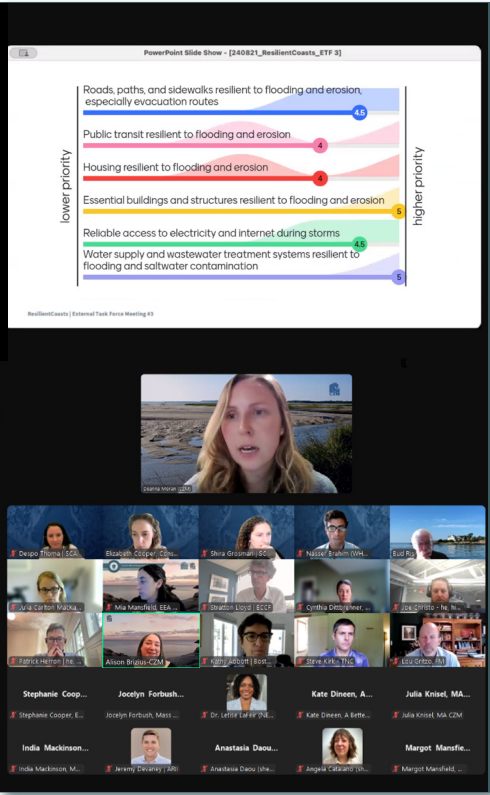 PowerPoint Slide Show - [240821_ResilientCoasts_ETF 3]
lower priority
higher priority
Roads, paths, and sidewalks resilient to flooding and erosion,
especially evacuation routes
4.5
Public transit resilient to flooding and erosion
4
Housing resilient to flooding and erosion
4
Essential buildings and structures resilient to flooding and erosion
5
Reliable access to electricity and internet during storms
4.5
Water supply and wastewater treatment systems resilient to
flooding and saltwater contamination
5
ResilientCoasts | External Task Force Meeting #3
Deanna Moran (CZM)
Despo Thoma | SCA...
Elizabeth Cooper, Cons...
Shira Grosman | SC...
Nasser Brahim (WH...
Bud Ris
Julia Carlton MacKa...
Mia Mansfield, EEA ...
Stratton Lloyd | ECCF
Cynthia Dittbrenner, ...
Joe Christo - he, hi...
Patrick Herron | he, ...
Alison Brizius-CZM
Kathy Abbott | Bost...
Steve Kirk - TNC
Lou Gritzo, FM
Stephanie Coop...
Jocelyn Forbush...
Kate Dineen, A...
Julia Knisel, MA...
Stephanie Cooper, E...
Jocelyn Forbush, Mass ...
Dr. Letise LaFeir (NE...
Kate Dineen, A Bette...
Julia Knisel, MA CZM
India Mackinson...
Anastasia Daou...
Margot Mansfie...
India Mackinson, M...
Jeremy Devaney | ARI
Anastasia Daou (she...
Angela Catalano (sh...
Margot Mansfield, ...